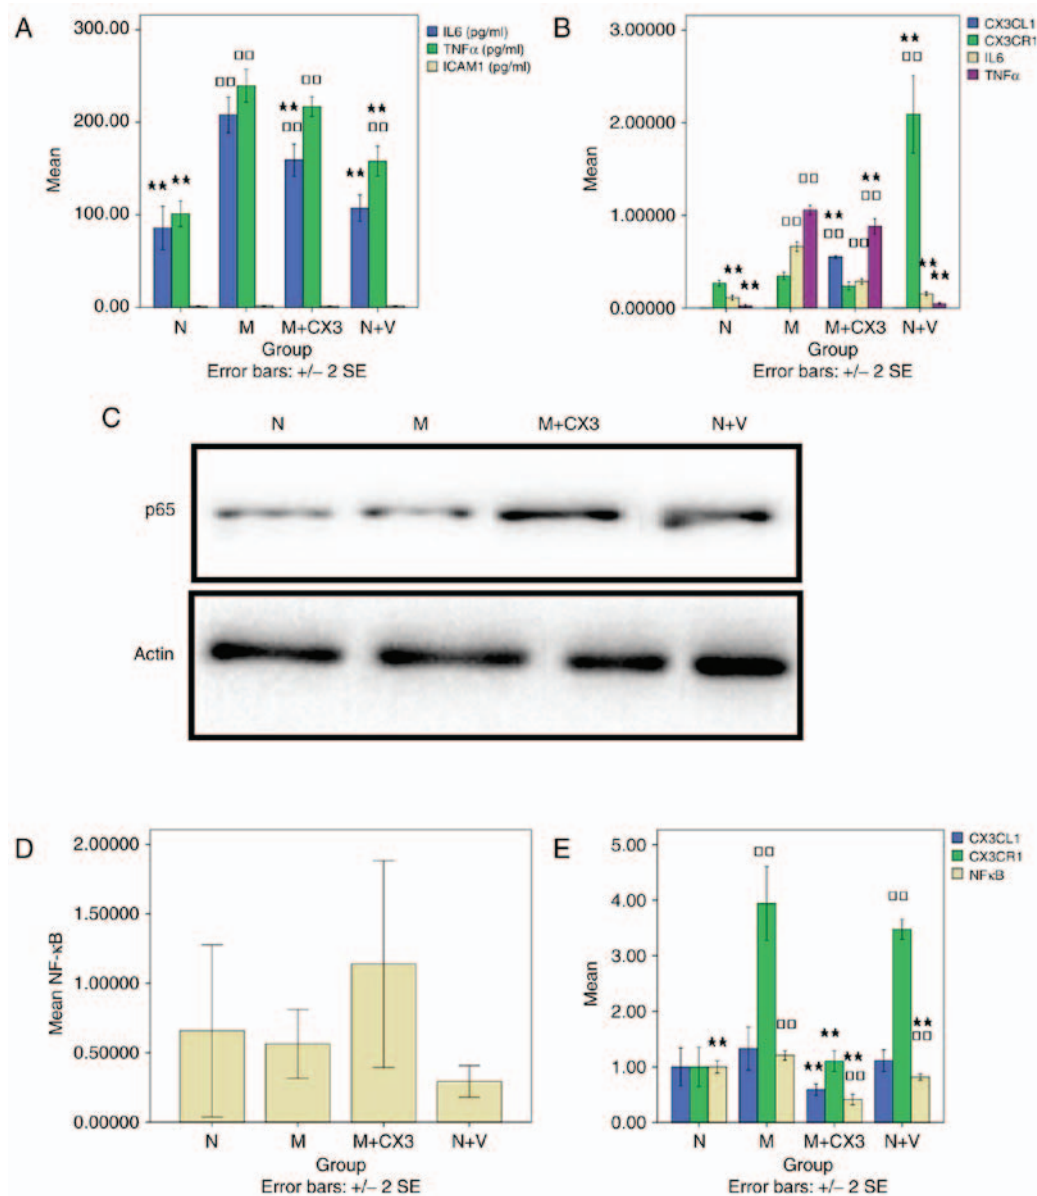 A
300.00
200.00
100.00
0.00
Mean
IL6 (pg/ml)
TNFα (pg/ml)
ICAM1 (pg/ml)
★★ ★★
□□ □□
★★
□□ □□
★★ ★★
□□
N M M+CX3 N+V
Group
Error bars: +/– 2 SE
B
3.00000
2.00000
1.00000
0.00000
Mean
CX3CL1
CX3CR1
IL6
TNFα
★★
★★
□□
□□
★★
□□
□□
★★
□□
★★
□□
★★
★★
N M M+CX3 N+V
Group
Error bars: +/– 2 SE
C
N M M+CX3 N+V
p65
Actin
D
2.00000
1.50000
1.00000
0.50000
0.00000
Mean NF-κB
N M M+CX3 N+V
Group
Error bars: +/– 2 SE
E
5.00
4.00
3.00
2.00
1.00
0.00
Mean
CX3CL1
CX3CR1
NFκB
★★
□□
□□
★★
★★
★★
□□
□□
★★
□□
N M M+CX3 N+V
Group
Error bars: +/– 2 SE